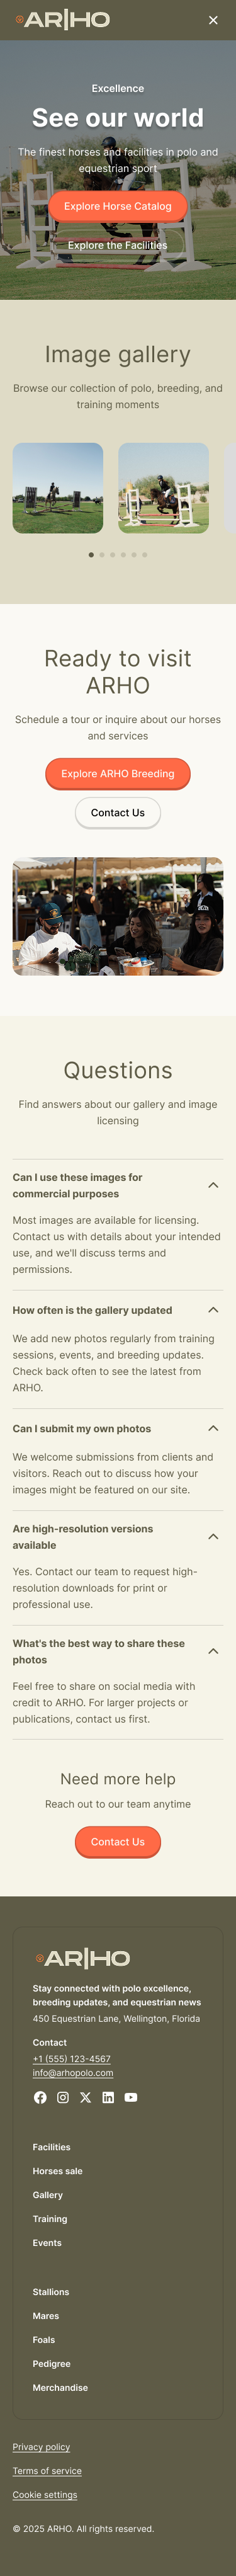 AR|HO
Excellence
See our world
The finest horses and facilities in polo and
equestrian sport
Explore Horse Catalog
Explore the Facilities
Image gallery
Browse our collection of polo, breeding, and
training moments
Ready to visit
ARHO
Schedule a tour or inquire about our horses
and services
Explore ARHO Breeding
Contact Us
Questions
Find answers about our gallery and image
licensing
Can I use these images for
commercial purposes
Most images are available for licensing.
Contact us with details about your intended
use, and we'll discuss terms and
permissions.
How often is the gallery updated
We add new photos regularly from training
sessions, events, and breeding updates.
Check back often to see the latest from
ARHO.
Can I submit my own photos
We welcome submissions from clients and
visitors. Reach out to discuss how your
images might be featured on our site.
Are high-resolution versions
available
Yes. Contact our team to request high-
resolution downloads for print or
professional use.
What's the best way to share these
photos
Feel free to share on social media with
credit to ARHO. For larger projects or
publications, contact us first.
Need more help
Reach out to our team anytime
Contact Us
AR|HO
Stay connected with polo excellence,
breeding updates, and equestrian news
450 Equestrian Lane, Wellington, Florida
Contact
+1 (555) 123-4567
info@arhopolo.com
Facilities
Horses sale
Gallery
Training
Events
Stallions
Mares
Foals
Pedigree
Merchandise
Privacy policy
Terms of service
Cookie settings
© 2025 ARHO. All rights reserved.